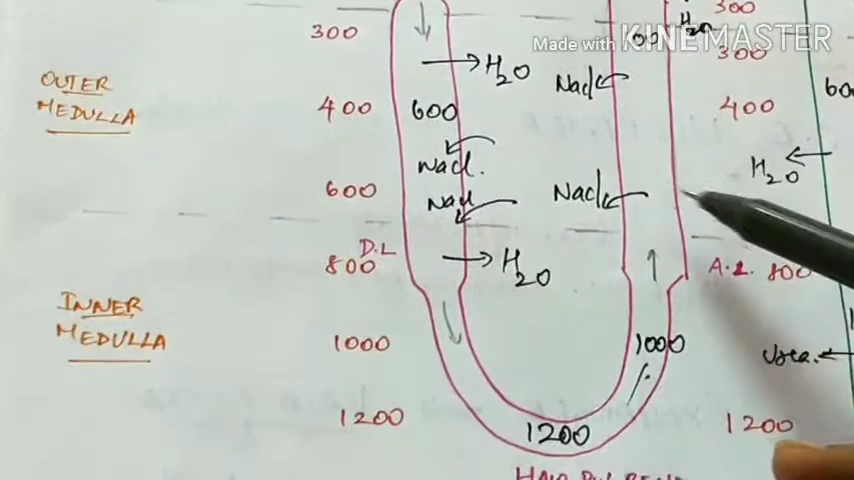 300
Made with KINEMASTER
H2O
300
300
OUTER
MEDULLA
H2O
Nacl
400
600
400
Nacl.
H2O
600
Nacl
Nacl
D.L
800
H2O
A.L. 800
INNER
MEDULLA
1000
1000
Urea.
1200
1200
1200